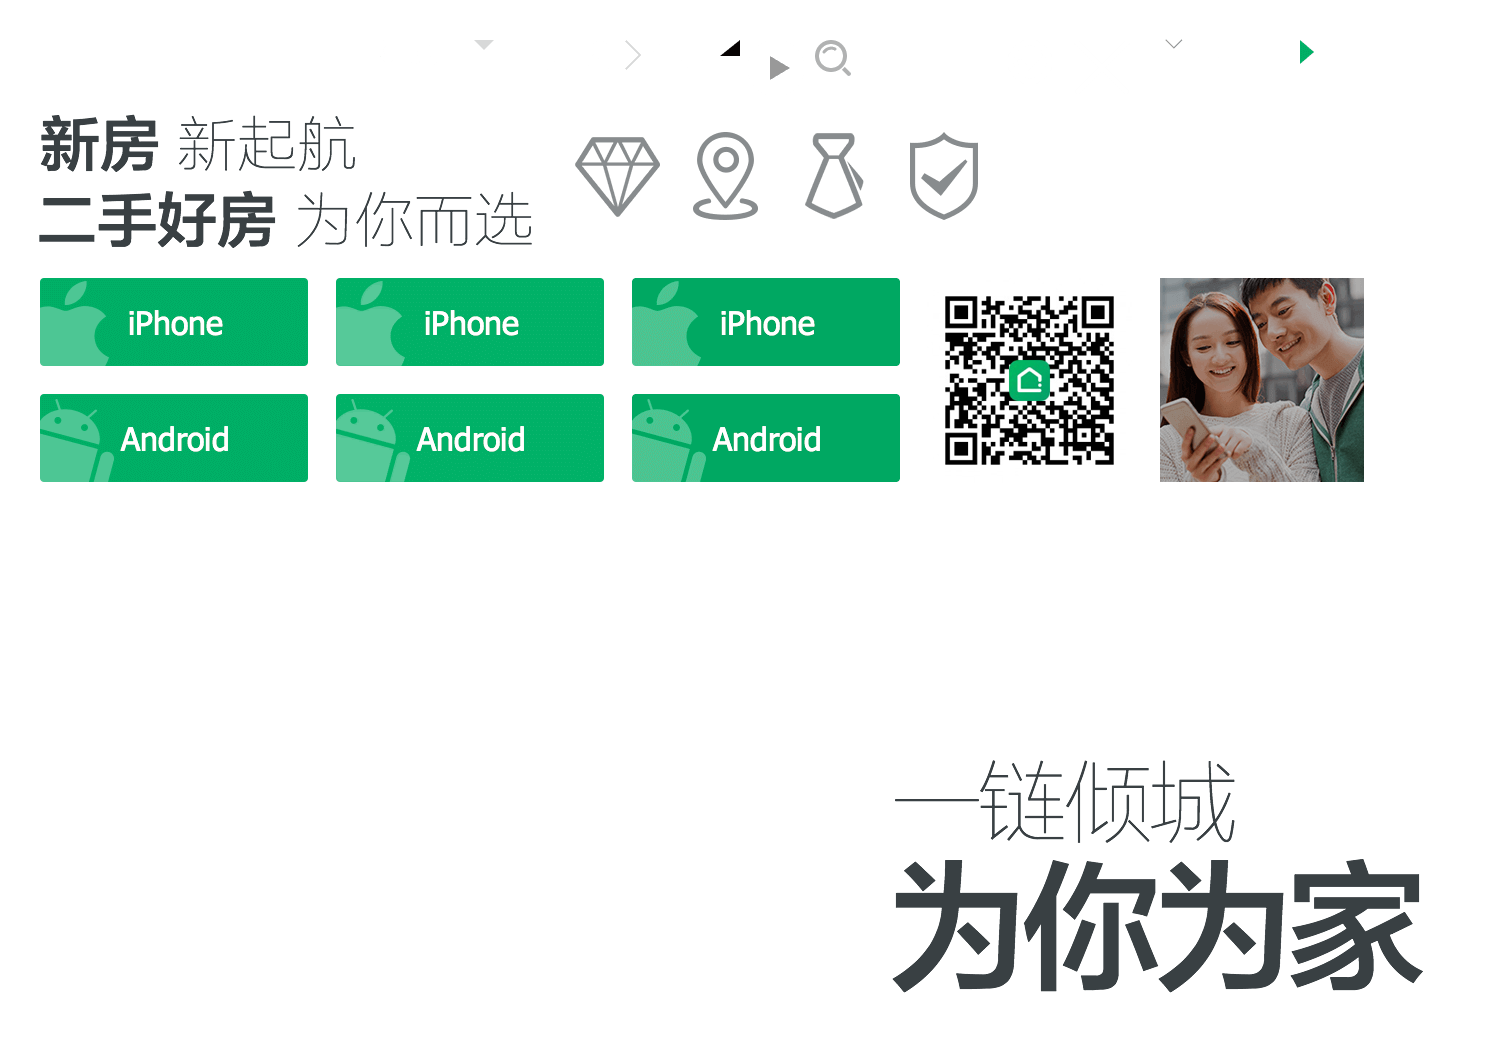 新房 新起航
二手好房 为你而选
iPhone
iPhone
iPhone
Android
Android
Android
一链倾城
为你为家